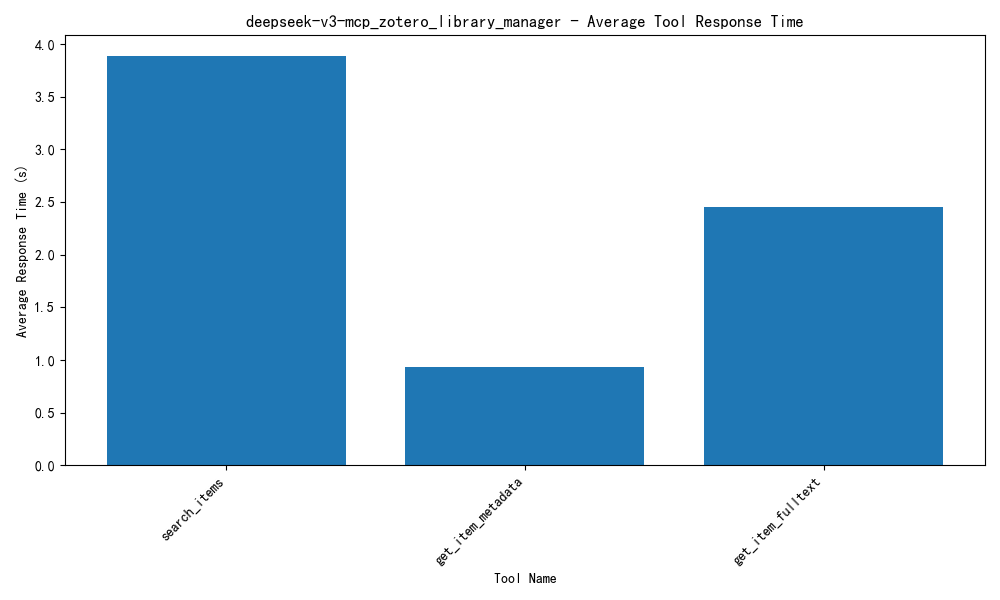 deepseek-v3-mcp_zotero_library_manager - Average Tool Response Time
Average Response Time (s)
4.0
3.5
3.0
2.5
2.0
1.5
1.0
0.5
0.0
search_items
get_item_metadata
get_item_fulltext
Tool Name